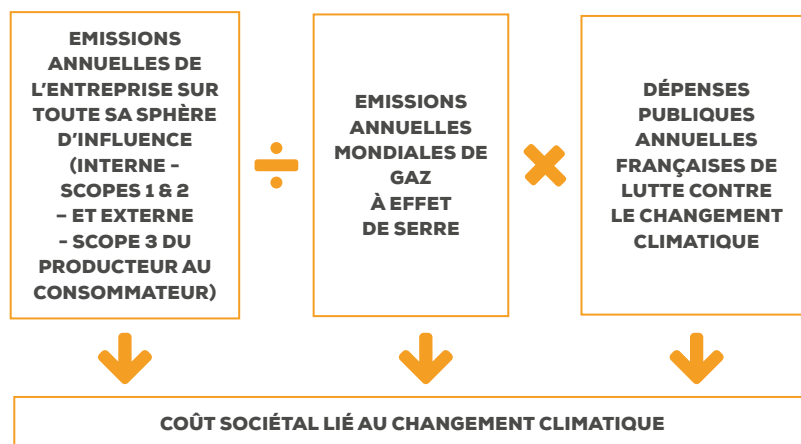 EMISSIONS
ANNUELLES DE
L'ENTREPRISE SUR
TOUTE SA SPHÈRE
D'INFLUENCE
(INTERNE -
SCOPES 1 & 2
– ET EXTERNE
- SCOPE 3 DU
PRODUCTEUR AU
CONSOMMATEUR)
÷
EMISSIONS
ANNUELLES
MONDIALES DE
GAZ
À EFFET
DE SERRE
×
DÉPENSES
PUBLIQUES
ANNUELLES
FRANÇAISES DE
LUTTE CONTRE
LE CHANGEMENT
CLIMATIQUE
COÛT SOCIÉTAL LIÉ AU CHANGEMENT CLIMATIQUE